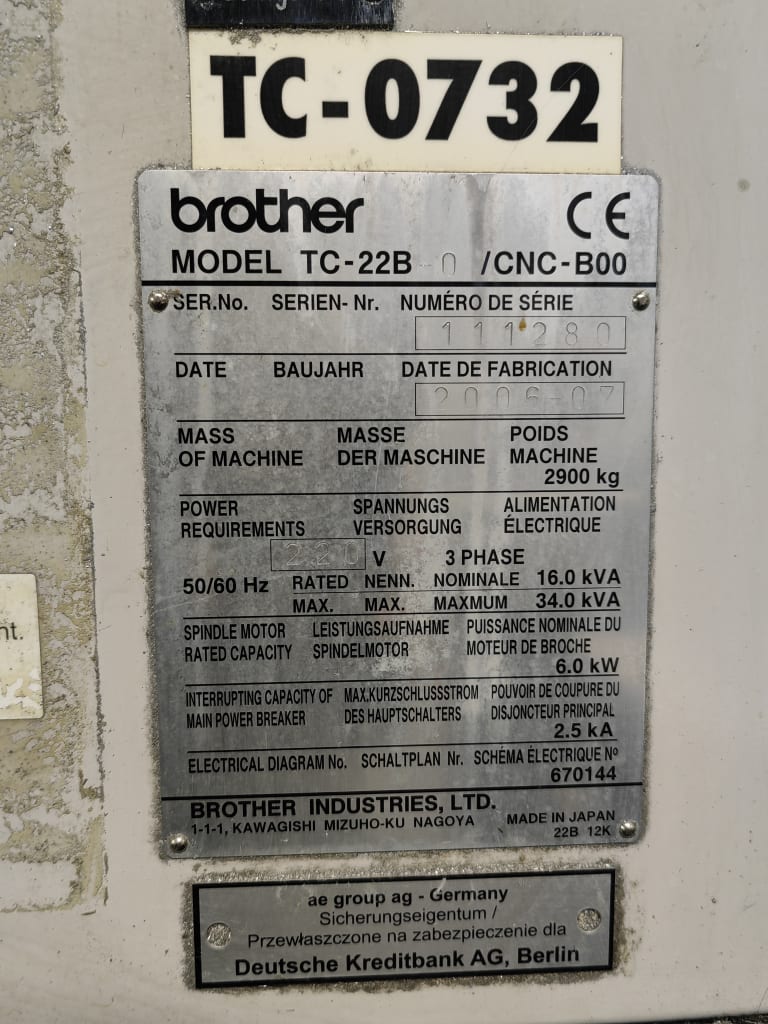 TC-0732
brother CE
MODEL TC-22B-0 /CNC-B00
SER.No. SERIEN- Nr. NUMÉRO DE SÉRIE
111280
DATE BAUJAHR DATE DE FABRICATION
2006-07
MASS MASSE POIDS
OF MACHINE DER MASCHINE MACHINE
2900 kg
POWER SPANNUNGS ALIMENTATION
REQUIREMENTS VERSORGUNG ÉLECTRIQUE
220 V 3 PHASE
50/60 Hz RATED NENN. NOMINALE 16.0 kVA
MAX. MAX. MAXMUM 34.0 kVA
SPINDLE MOTOR LEISTUNGSAUFNAHME PUISSANCE NOMINALE DU
RATED CAPACITY SPINDELMOTOR MOTEUR DE BROCHE
6.0 kW
INTERRUPTING CAPACITY OF MAX.KURZSCHLUSSSTROM POUVOIR DE COUPURE DU
MAIN POWER BREAKER DES HAUPTSCHALTERS DISJONCTEUR PRINCIPAL
2.5 kA
ELECTRICAL DIAGRAM No. SCHALTPLAN Nr. SCHÉMA ÉLECTRIQUE Nº
670144
BROTHER INDUSTRIES, LTD.
1-1-1, KAWAGISHI MIZUHO-KU NAGOYA MADE IN JAPAN
22B 12K
ae group ag - Germany
Sicherungseigentum /
Przewłaszczone na zabezpieczenie dla
Deutsche Kreditbank AG, Berlin